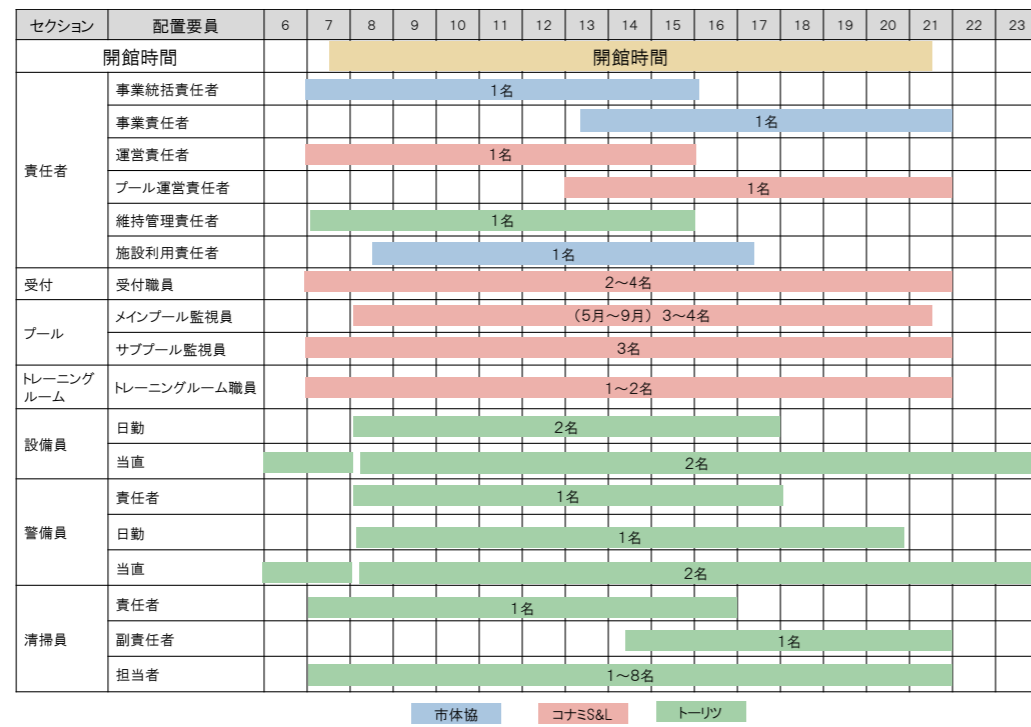 セクション 配置要員 6 7 8 9 10 11 12 13 14 15 16 17 18 19 20 21 22 23
開館時間 開館時間
責任者 事業統括責任者 1名
事業責任者 1名
運営責任者 1名
プール運営責任者 1名
維持管理責任者 1名
施設利用責任者 1名
受付 受付職員 2～4名
プール メインプール監視員 (5月～9月) 3～4名
サブプール監視員 3名
トレーニング
ルーム トレーニングルーム職員 1～2名
設備員 日勤 2名
当直 2名
警備員 責任者 1名
日勤 1名
当直 2名
清掃員 責任者 1名
副責任者 1名
担当者 1～8名
市体協 コナミS&L トーリツ